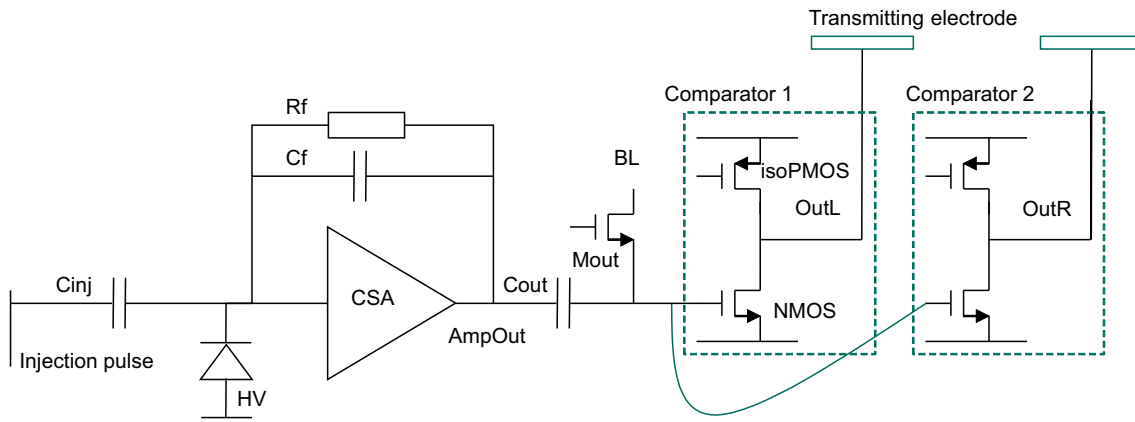 Transmitting electrode
Comparator 1
Comparator 2
Rf
Cf
BL
isoPMOS
OutL
OutR
Mout
Cinj
CSA
Cout
NMOS
AmpOut
Injection pulse
HV